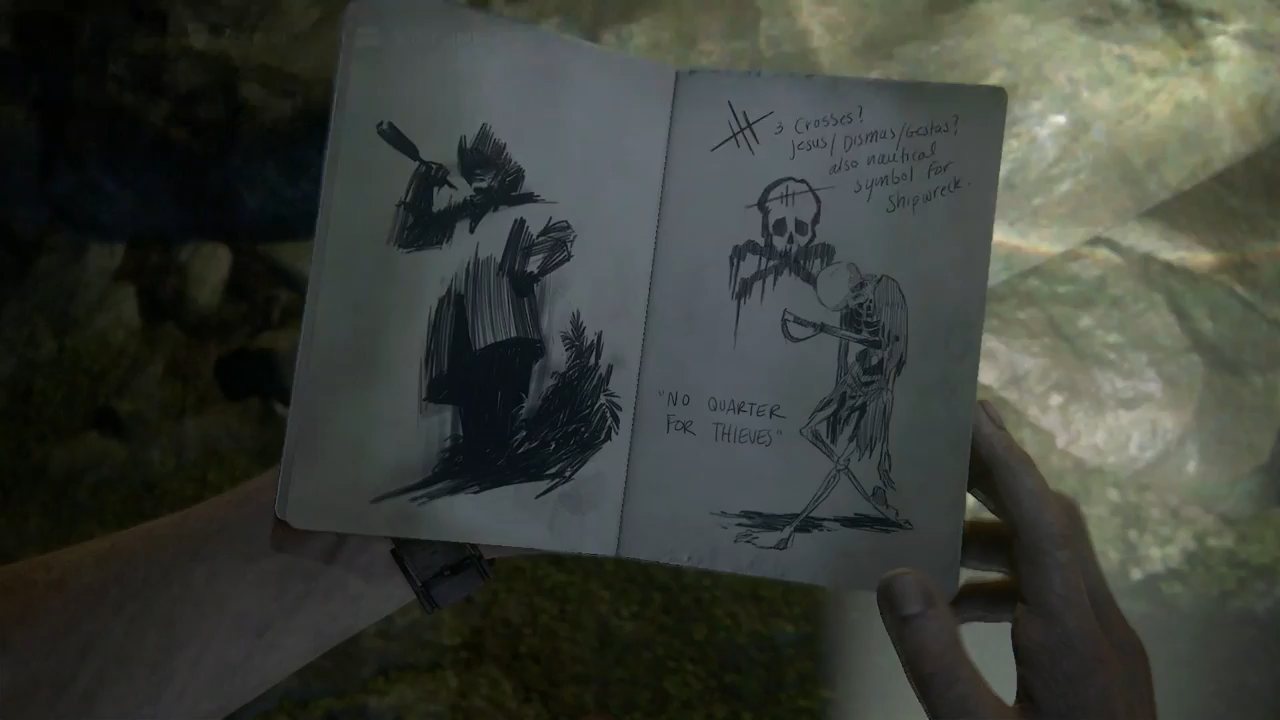 3 Crosses?
Jesus/Dismas/Gestas?
also nautical
symbol for
Shipwreck.
"NO QUARTER
FOR THIEVES"